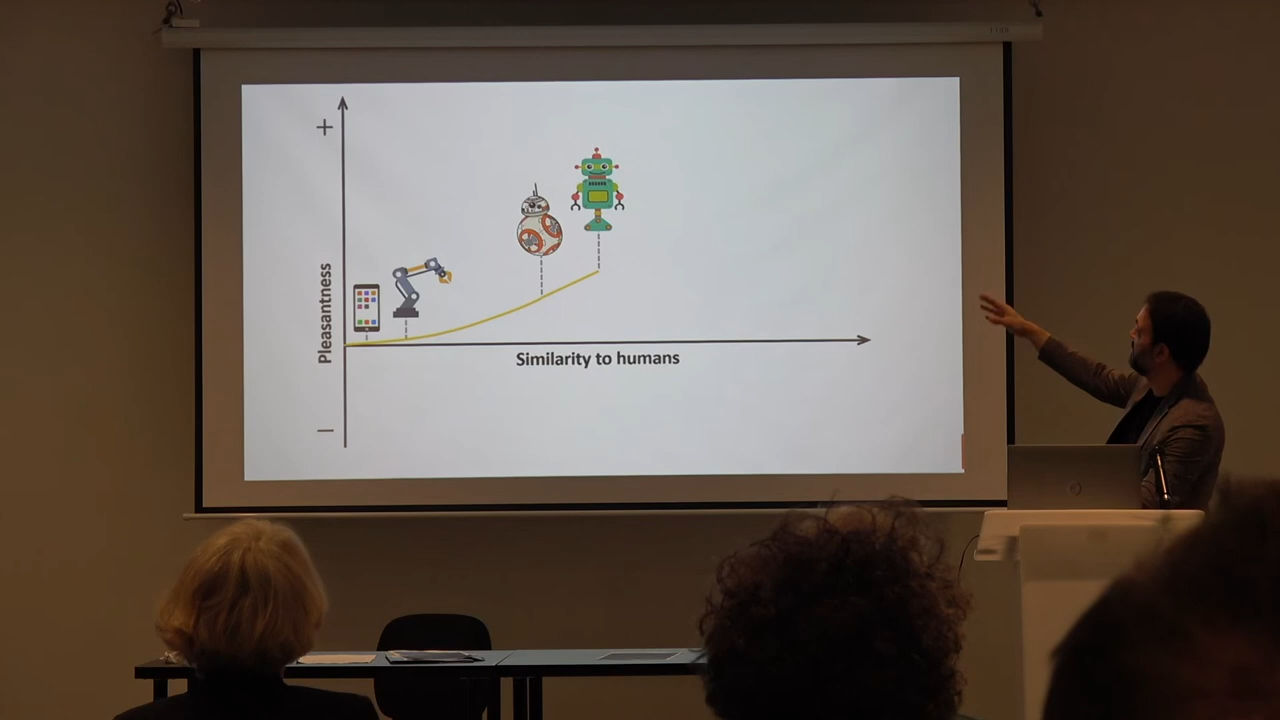 +
Pleasantness
Similarity to humans
—